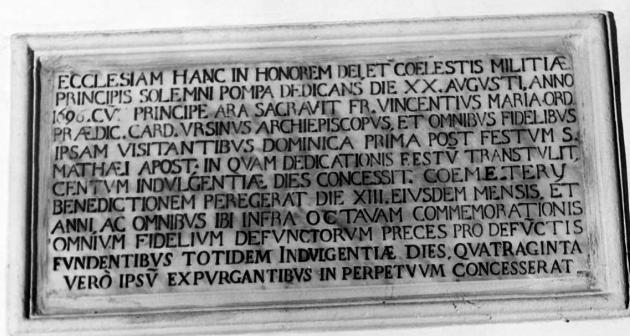 ECCLESIAM HANC IN HONOREM DEI, ET COELESTIS MILITIÆ
PRINCIPIS SOLEMNI POMPA DEDICANS DIE XX. AVGVSTI, ANNO
1696. CV̄ PRINCIPE ARA SACRAVIT FR. VINCENTIVS MARIA ORD.
PRÆDIC. CARD. VRSINVS ARCHIEPISCOPVS, ET OMNIBVS FIDELIBVS
IPSAM VISITANTIBVS DOMINICA PRIMA POST FESTVM S.
MATHÆI APOST. IN QVAM DEDICATIONIS FESTV̄ TRANSTVLIT,
CENTVM INDVLGENTIÆ DIES CONCESSIT. COEMETERIJ
BENEDICTIONEM PEREGERAT DIE XIII. EIVSDEM MENSIS, ET
ANNI, AC OMNIBVS IBI INFRA OCTAVAM COMMEMORATIONIS
OMNIVM FIDELIVM DEFVNCTORVM PRECES PRO DEFVCTIS
FVNDENTIBVS TOTIDEM INDVIGENTIÆ DIES, QVATRAGINTA
VERÒ IPSV̄ EXPVRGANTIBVS IN PERPETVVM CONCESSERAT